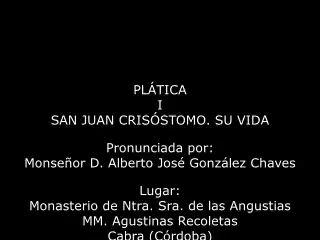 PLÁTICA
I
SAN JUAN CRISÓSTOMO. SU VIDA
Pronunciada por:
Monseñor D. Alberto José González Chaves
Lugar:
Monasterio de Ntra. Sra. de las Angustias
MM. Agustinas Recoletas
Cabra (Córdoba)